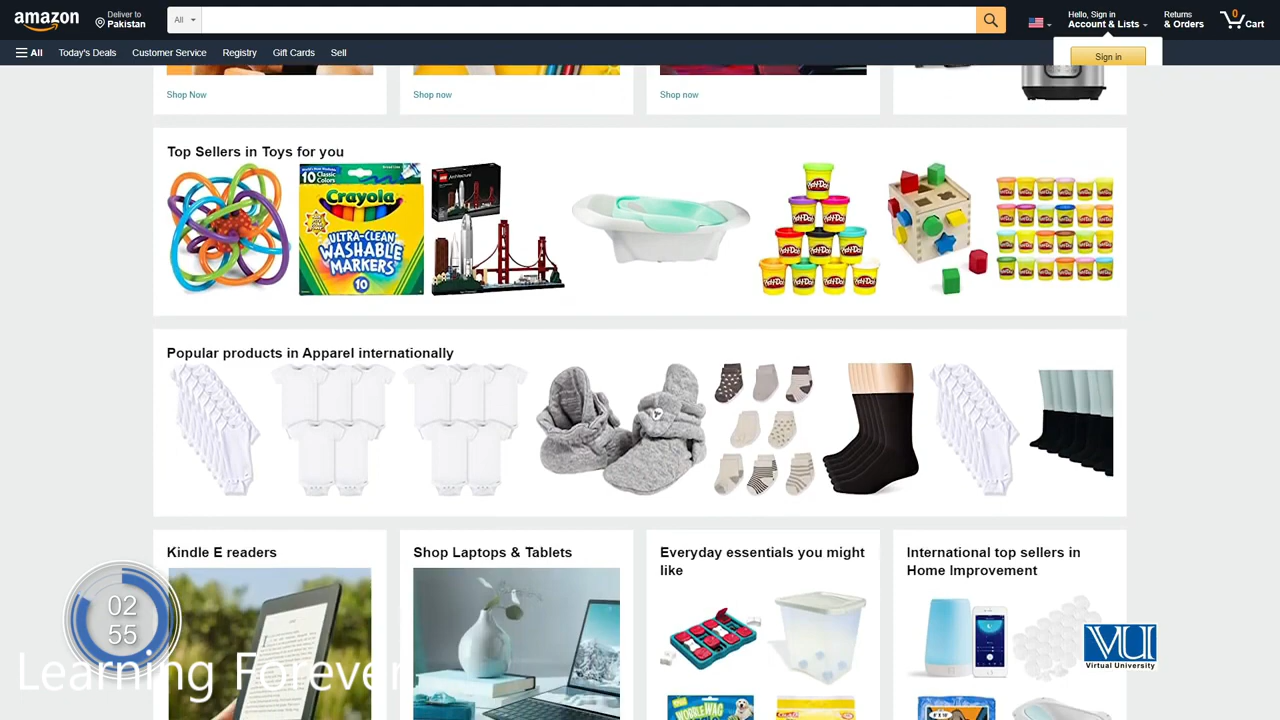 amazon
Deliver to
Pakistan
All
Hello, Sign in
Account & Lists
Returns
& Orders
0
Cart
All
Today's Deals
Customer Service
Registry
Gift Cards
Sell
Sign in
Shop Now
Shop now
Shop now
Top Sellers in Toys for you
10
Crayola
ULTRA-CLEAN
WASHABLE
MARKERS
10
Play-Doh
Popular products in Apparel internationally
Kindle E readers
Shop Laptops & Tablets
Everyday essentials you might
like
International top sellers in
Home Improvement
02
55
Learning Forever
VU
Virtual University
WOBBLE WAG